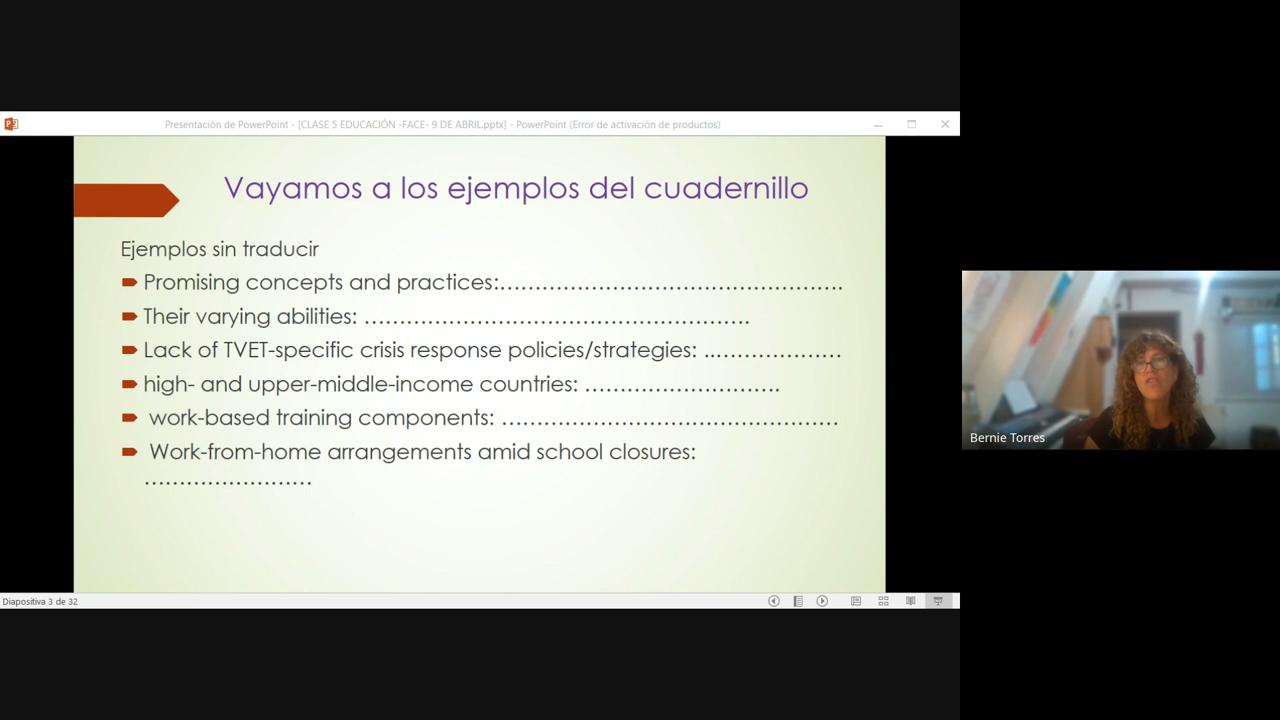 Presentación de PowerPoint - [CLASE 5 EDUCACIÓN -FACE- 9 DE ABRIL.pptx] - PowerPoint (Error de activación de productos)
Vayamos a los ejemplos del cuadernillo
Ejemplos sin traducir
Promising concepts and practices:……………………………………………
Their varying abilities: ……………………………………………….
Lack of TVET-specific crisis response policies/strategies: ...………………
high- and upper-middle-income countries: ……………………….
work-based training components: …………………………………………
Work-from-home arrangements amid school closures:
……………………
Bernie Torres
Diapositiva 3 de 32